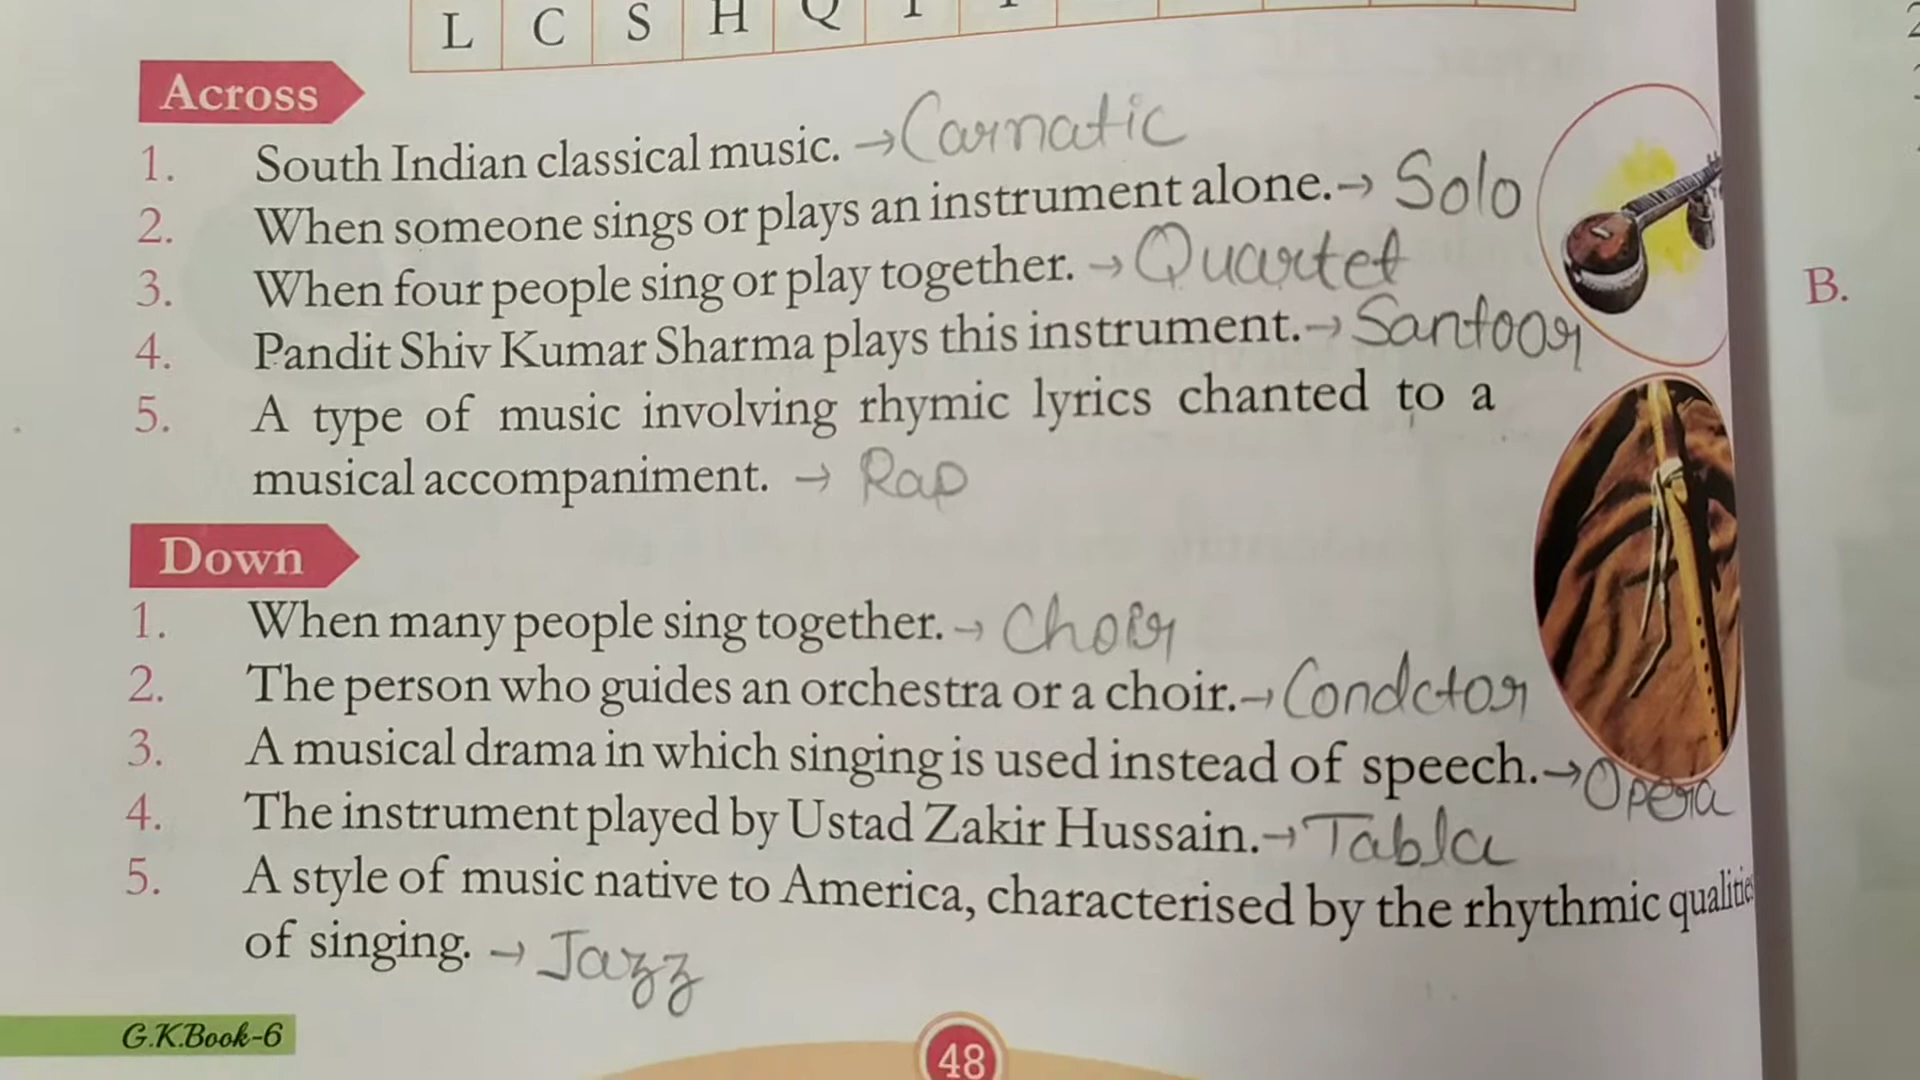 L C S H Q
Across
1. South Indian classical music. → Carnatic
2. When someone sings or plays an instrument alone. → Solo
3. When four people sing or play together. → Quartet
4. Pandit Shiv Kumar Sharma plays this instrument. → Santoor
5. A type of music involving rhymic lyrics chanted to a
musical accompaniment. → Rap
B.
Down
1. When many people sing together. → Choir
2. The person who guides an orchestra or a choir. → Condctor
3. A musical drama in which singing is used instead of speech. → Opera
4. The instrument played by Ustad Zakir Hussain. → Tabla
5. A style of music native to America, characterised by the rhythmic qualities
of singing. → Jazz
G.K.Book-6
48